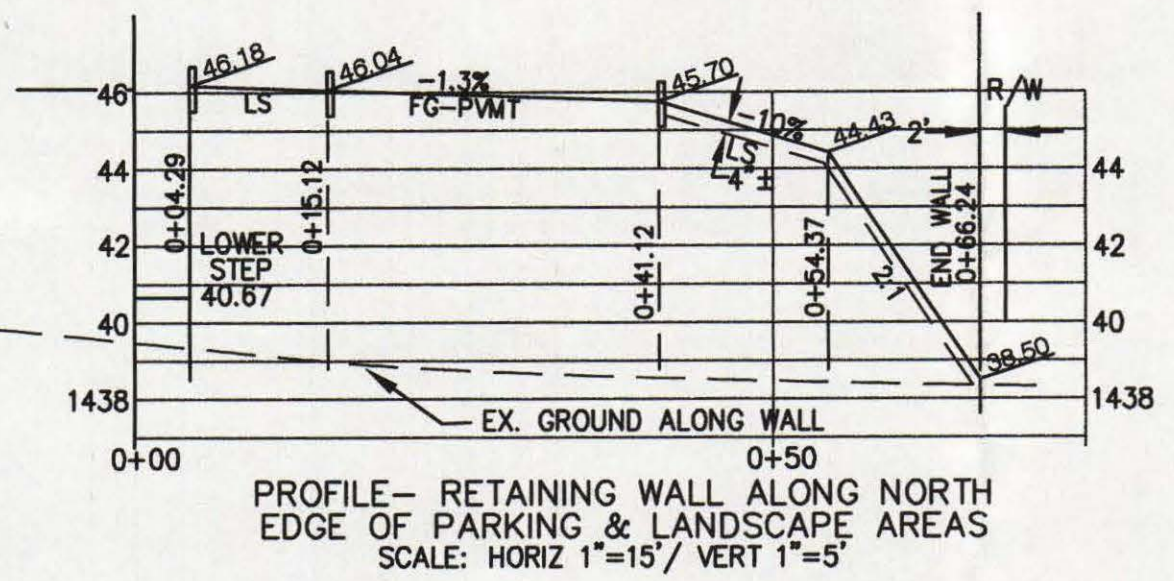 46.18
46.04
-1.3%
45.70
R/W
46
LS
FG-PVMT
-10%
44.43
2'
44
0+04.29
0+15.12
LS
4" H
44
LOWER
STEP
40.67
42
0+41.12
0+54.37
2:1
END WALL
0+66.24
42
40
40
38.50
1438
EX. GROUND ALONG WALL
1438
0+00
0+50
PROFILE- RETAINING WALL ALONG NORTH
EDGE OF PARKING & LANDSCAPE AREAS
SCALE: HORIZ 1"=15'/ VERT 1"=5'